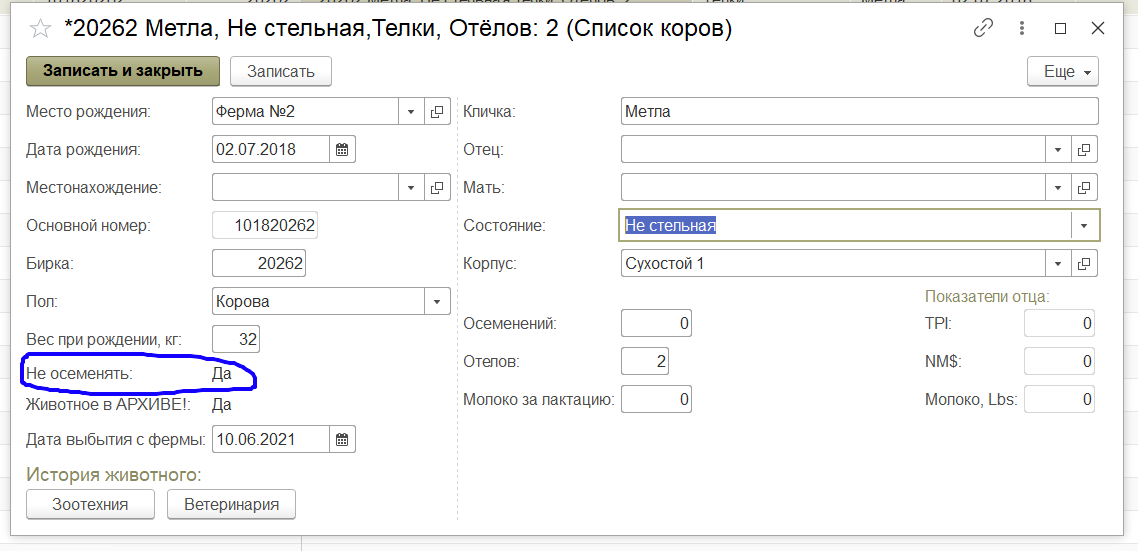 *20262 Метла, Не стельная,Телки, Отёлов: 2 (Список коров)
Записать и закрыть Записать Еще
Место рождения: Ферма №2 Кличка: Метла
Дата рождения: 02.07.2018 Отец:
Местонахождение: Мать:
Основной номер: 101820262 Состояние: Не стельная
Бирка: 20262 Корпус: Сухостой 1
Пол: Корова Показатели отца:
Вес при рождении, кг: 32 Осеменений: 0 TPI: 0
Не осеменять: Да Отелов: 2 NM$: 0
Животное в АРХИВЕ!: Да Молоко за лактацию: 0 Молоко, Lbs: 0
Дата выбытия с фермы: 10.06.2021
История животного:
Зоотехния Ветеринария